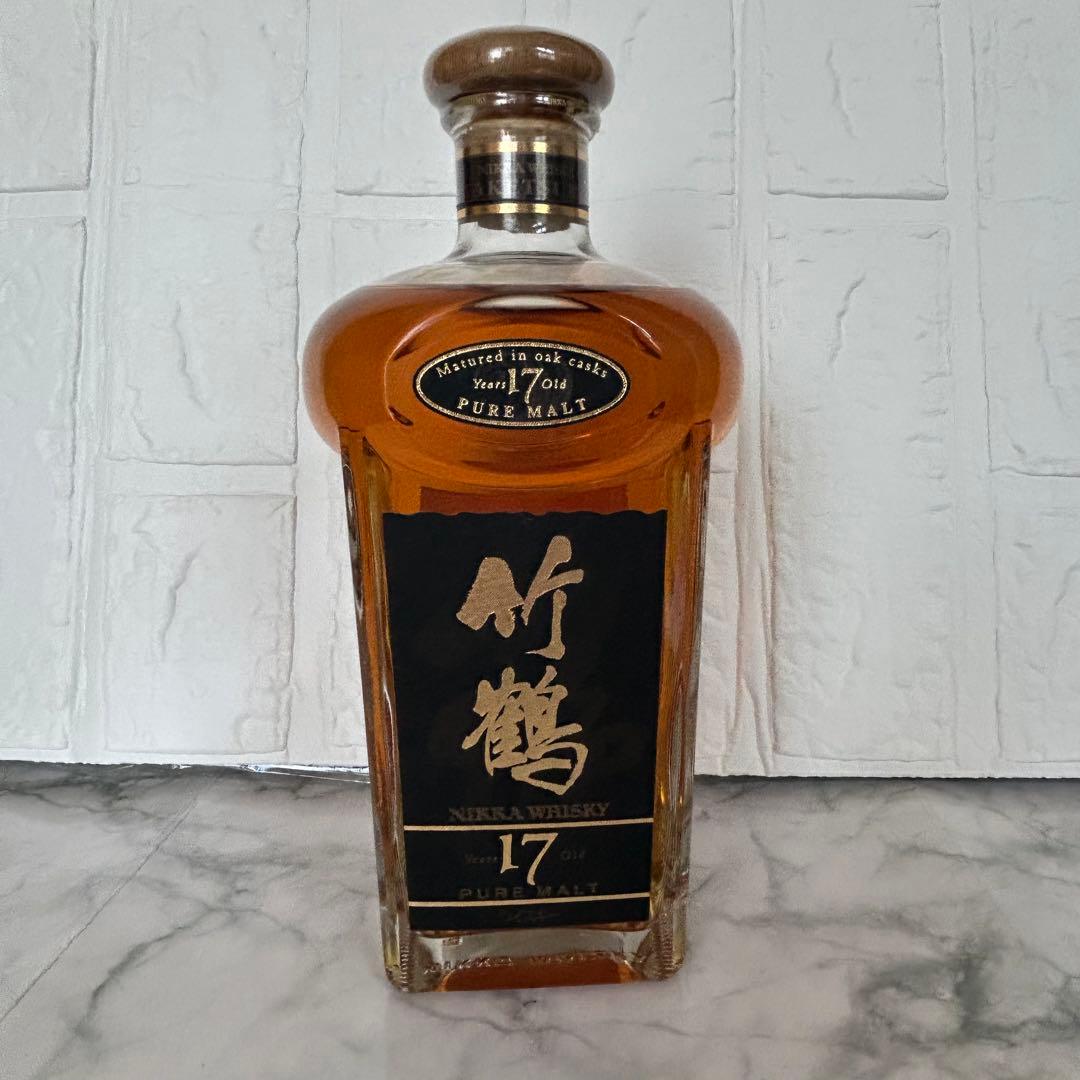 Matured in oak casks
Years 17 Old
PURE MALT
竹鶴
NIKKA WHISKY
Years 17 Old
PURE MALT